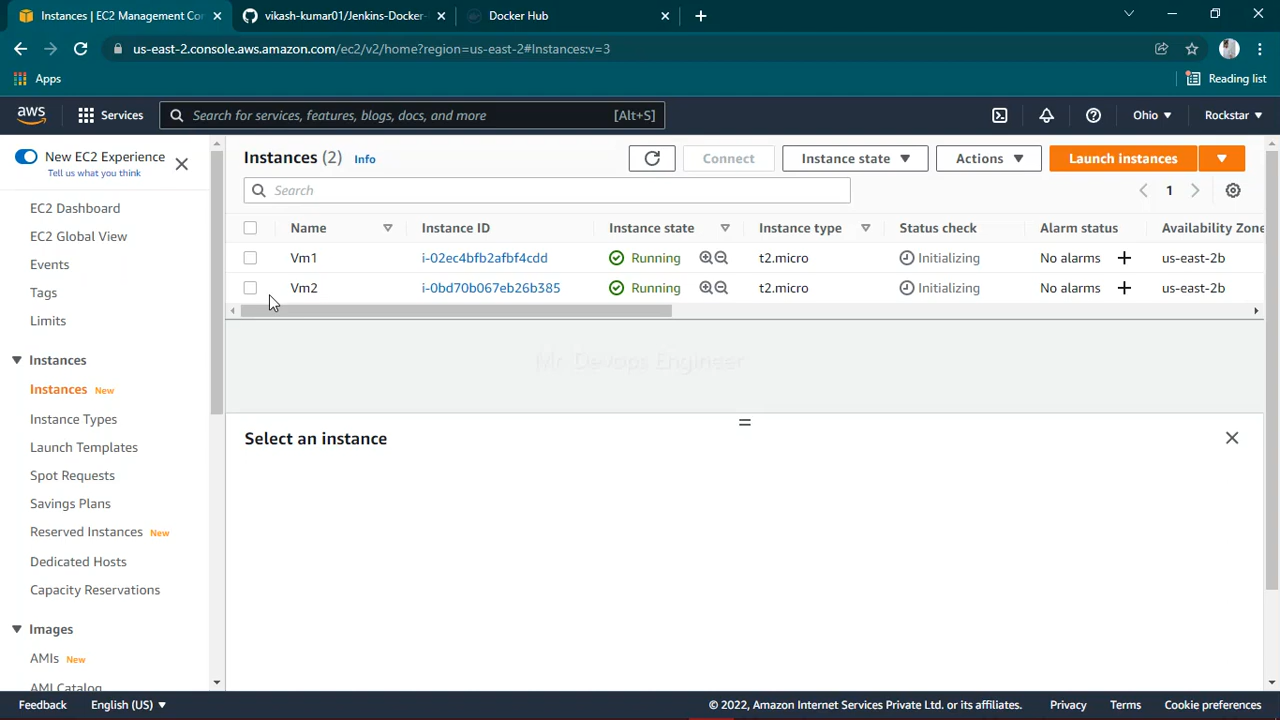 Instances | EC2 Management Co
vikash-kumar01/Jenkins-Docker-
Docker Hub
us-east-2.console.aws.amazon.com/ec2/v2/home?region=us-east-2#Instances:v=3
Apps
Reading list
aws
Services
Search for services, features, blogs, docs, and more
[Alt+S]
Ohio
Rockstar
New EC2 Experience
Tell us what you think
EC2 Dashboard
EC2 Global View
Events
Tags
Limits
Instances
Instances New
Instance Types
Launch Templates
Spot Requests
Savings Plans
Reserved Instances New
Dedicated Hosts
Capacity Reservations
Images
AMIs New
AMI Catalog
Instances (2) Info
Connect
Instance state
Actions
Launch instances
Search
1
Name Instance ID Instance state Instance type Status check Alarm status Availability Zone
Vm1 i-02ec4bfb2afbf4cdd Running t2.micro Initializing No alarms + us-east-2b
Vm2 i-0bd70b067eb26b385 Running t2.micro Initializing No alarms + us-east-2b
Mr. Devops Engineer
Select an instance
Feedback English (US) © 2022, Amazon Internet Services Private Ltd. or its affiliates. Privacy Terms Cookie preferences